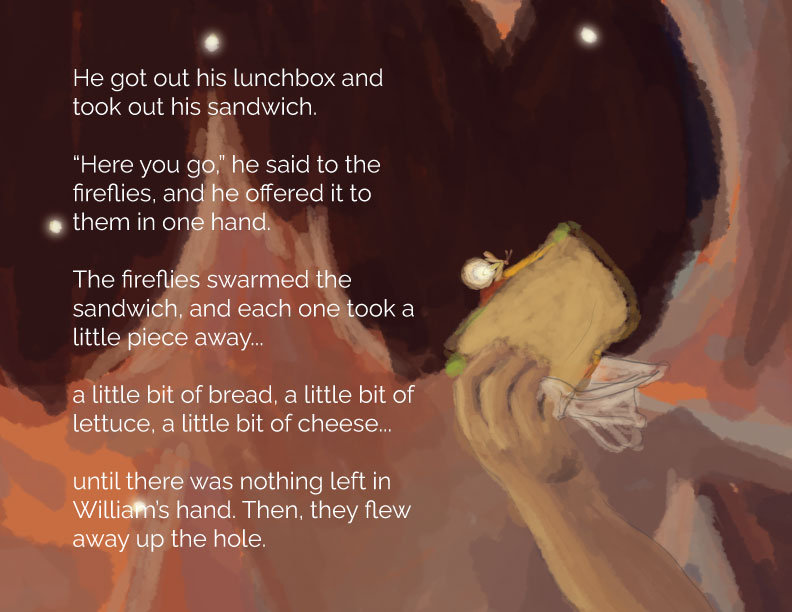 He got out his lunchbox and
took out his sandwich.
“Here you go,” he said to the
fireflies, and he offered it to
them in one hand.
The fireflies swarmed the
sandwich, and each one took a
little piece away...
a little bit of bread, a little bit of
lettuce, a little bit of cheese...
until there was nothing left in
William’s hand. Then, they flew
away up the hole.